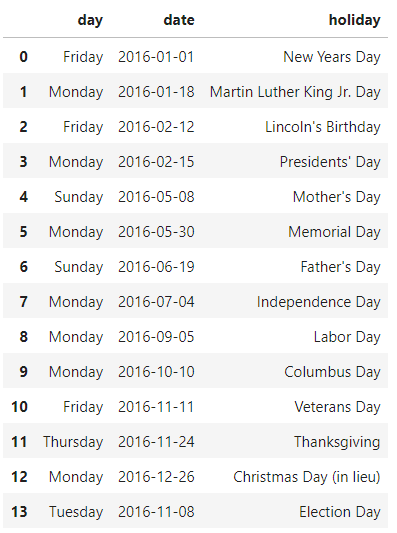 day date holiday
0 Friday 2016-01-01 New Years Day
1 Monday 2016-01-18 Martin Luther King Jr. Day
2 Friday 2016-02-12 Lincoln's Birthday
3 Monday 2016-02-15 Presidents' Day
4 Sunday 2016-05-08 Mother's Day
5 Monday 2016-05-30 Memorial Day
6 Sunday 2016-06-19 Father's Day
7 Monday 2016-07-04 Independence Day
8 Monday 2016-09-05 Labor Day
9 Monday 2016-10-10 Columbus Day
10 Friday 2016-11-11 Veterans Day
11 Thursday 2016-11-24 Thanksgiving
12 Monday 2016-12-26 Christmas Day (in lieu)
13 Tuesday 2016-11-08 Election Day